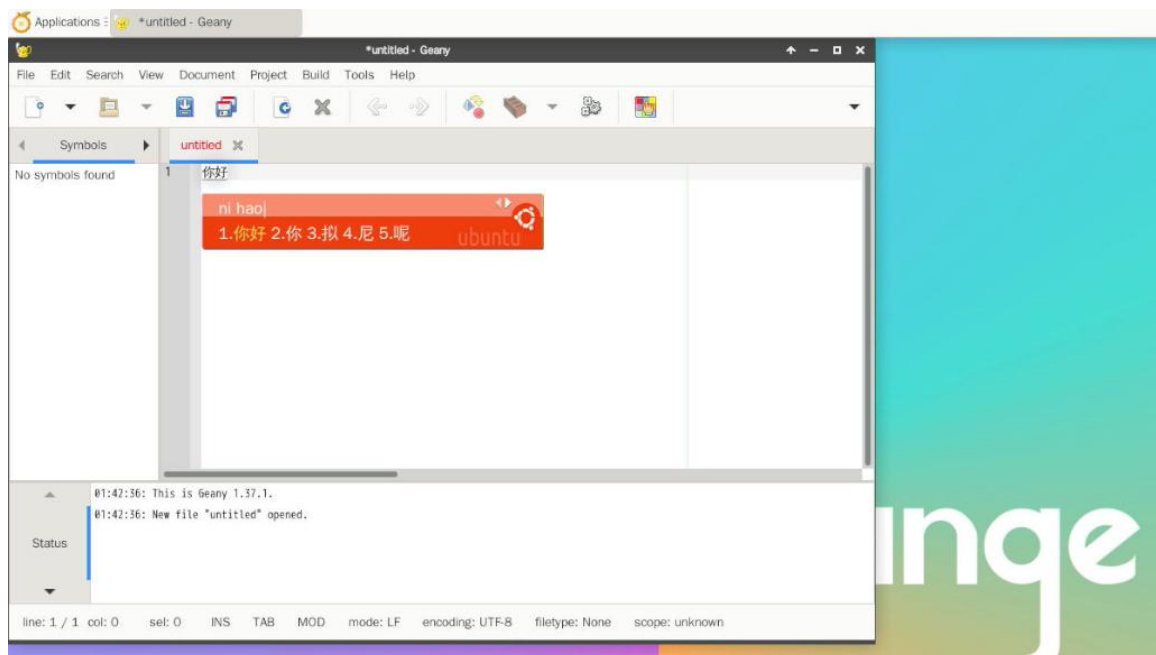 Applications
*untitled - Geany
*untitled - Geany
File Edit Search View Document Project Build Tools Help
Symbols
untitled
No symbols found
1 你好
ni hao
1.你好 2.你 3.拟 4.尼 5.呢
ubuntu
01:42:36: This is Geany 1.37.1.
01:42:36: New file "untitled" opened.
Status
line: 1 / 1 col: 0 sel: 0 INS TAB MOD mode: LF encoding: UTF-8 filetype: None scope: unknown
nge